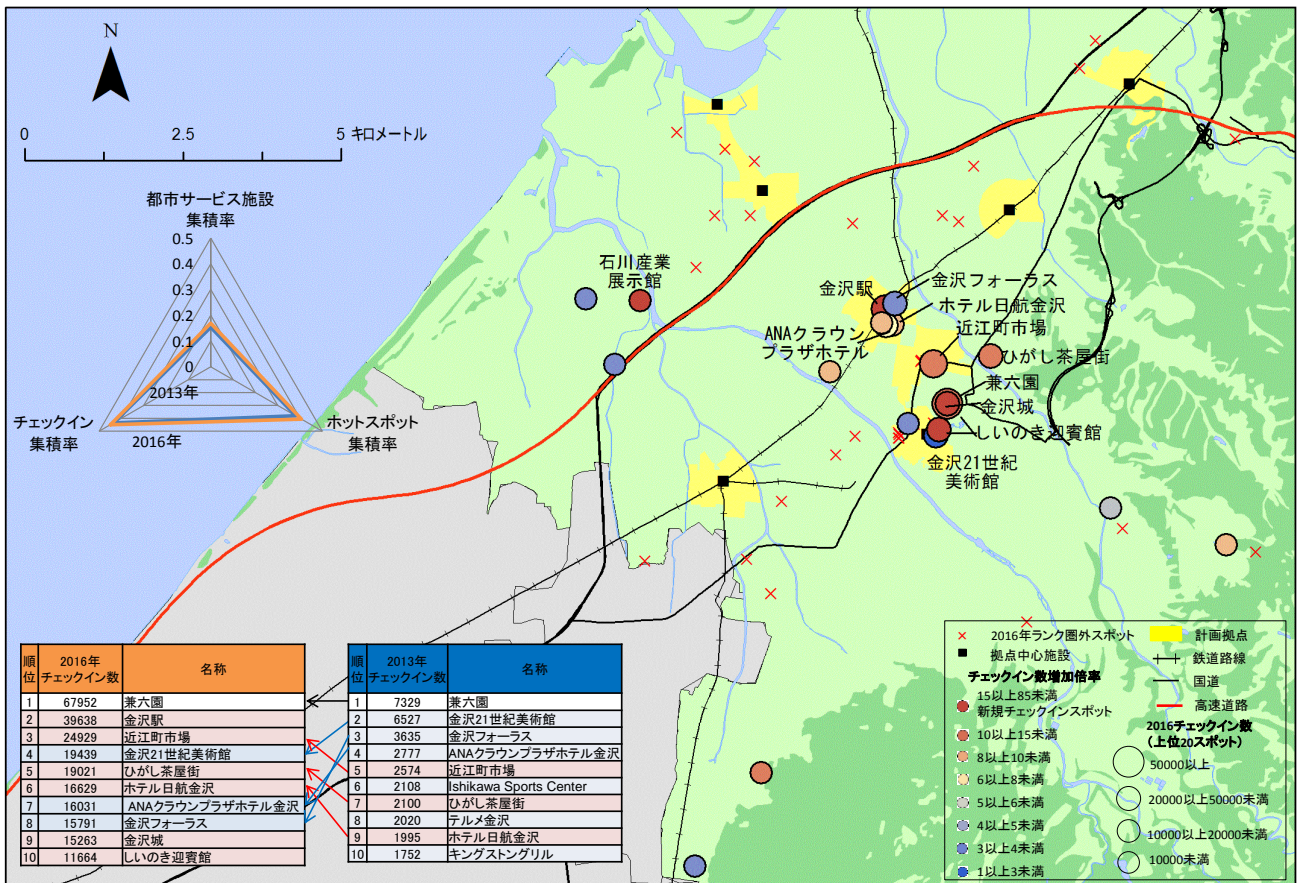 N
0 2.5 5 キロメートル
都市サービス施設
集積率
0.5
0.4
0.3
0.2
0.1
0
2013年
チェックイン
集積率
2016年
ホットスポット
集積率
石川産業
展示館
金沢駅
金沢フォーラス
ホテル日航金沢
近江町市場
ANAクラウン
プラザホテル
ひがし茶屋街
兼六園
金沢城
しいのき迎賓館
金沢21世紀
美術館
順位 2016年チェックイン数 名称
1 67952 兼六園
2 39638 金沢駅
3 24929 近江町市場
4 19439 金沢21世紀美術館
5 19021 ひがし茶屋街
6 16629 ホテル日航金沢
7 16031 ANAクラウンプラザホテル金沢
8 15791 金沢フォーラス
9 15263 金沢城
10 11664 しいのき迎賓館
順位 2013年チェックイン数 名称
1 7329 兼六園
2 6527 金沢21世紀美術館
3 3635 金沢フォーラス
4 2777 ANAクラウンプラザホテル金沢
5 2574 近江町市場
6 2108 Ishikawa Sports Center
7 2100 ひがし茶屋街
8 2020 テルメ金沢
9 1995 ホテル日航金沢
10 1752 キングストングリル
2016年ランク圏外スポット
拠点中心施設
チェックイン数増加倍率
15以上85未満
新規チェックインスポット
10以上15未満
8以上10未満
6以上8未満
5以上6未満
4以上5未満
3以上4未満
1以上3未満
計画拠点
鉄道路線
国道
高速道路
2016チェックイン数
(上位20スポット)
50000以上
20000以上50000未満
10000以上20000未満
10000未満